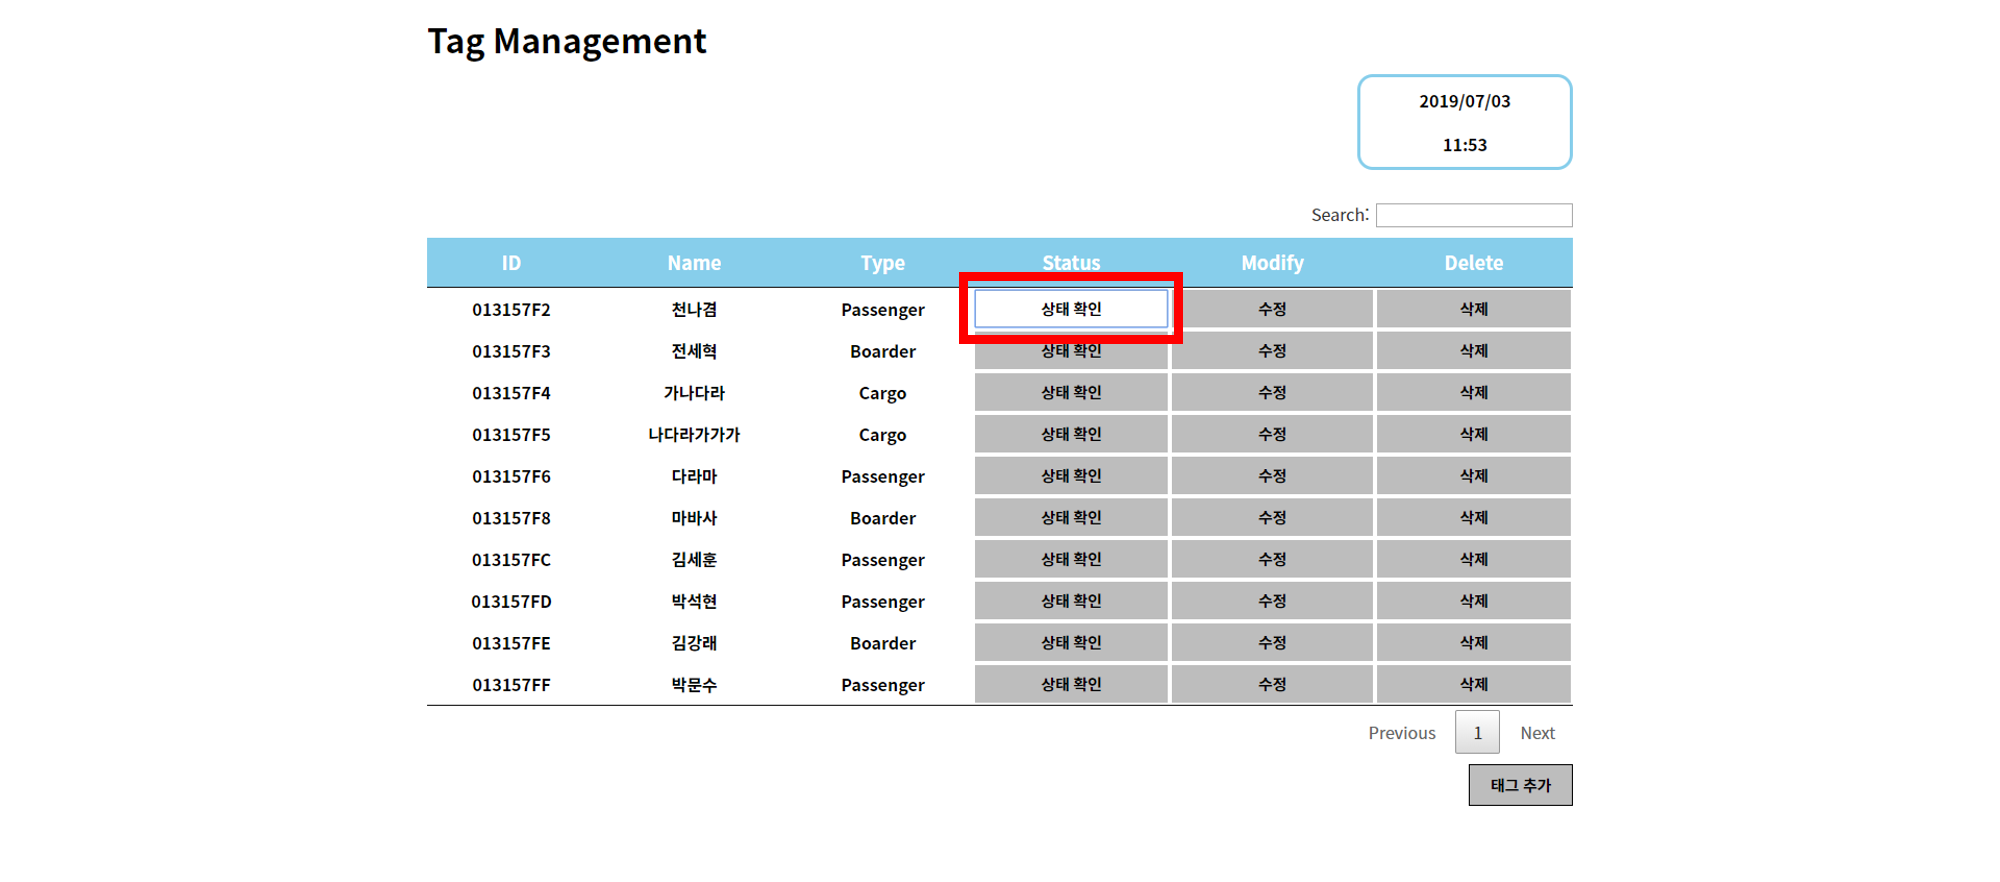 Tag Management
2019/07/03
11:53
Search:
ID Name Type Status Modify Delete
013157F2 천나겸 Passenger 상태 확인 수정 삭제
013157F3 전세혁 Boarder 상태 확인 수정 삭제
013157F4 가나다라 Cargo 상태 확인 수정 삭제
013157F5 나다라가가가 Cargo 상태 확인 수정 삭제
013157F6 다라마 Passenger 상태 확인 수정 삭제
013157F8 마바사 Boarder 상태 확인 수정 삭제
013157FC 김세훈 Passenger 상태 확인 수정 삭제
013157FD 박석현 Passenger 상태 확인 수정 삭제
013157FE 김강래 Boarder 상태 확인 수정 삭제
013157FF 박문수 Passenger 상태 확인 수정 삭제
Previous 1 Next
태그 추가